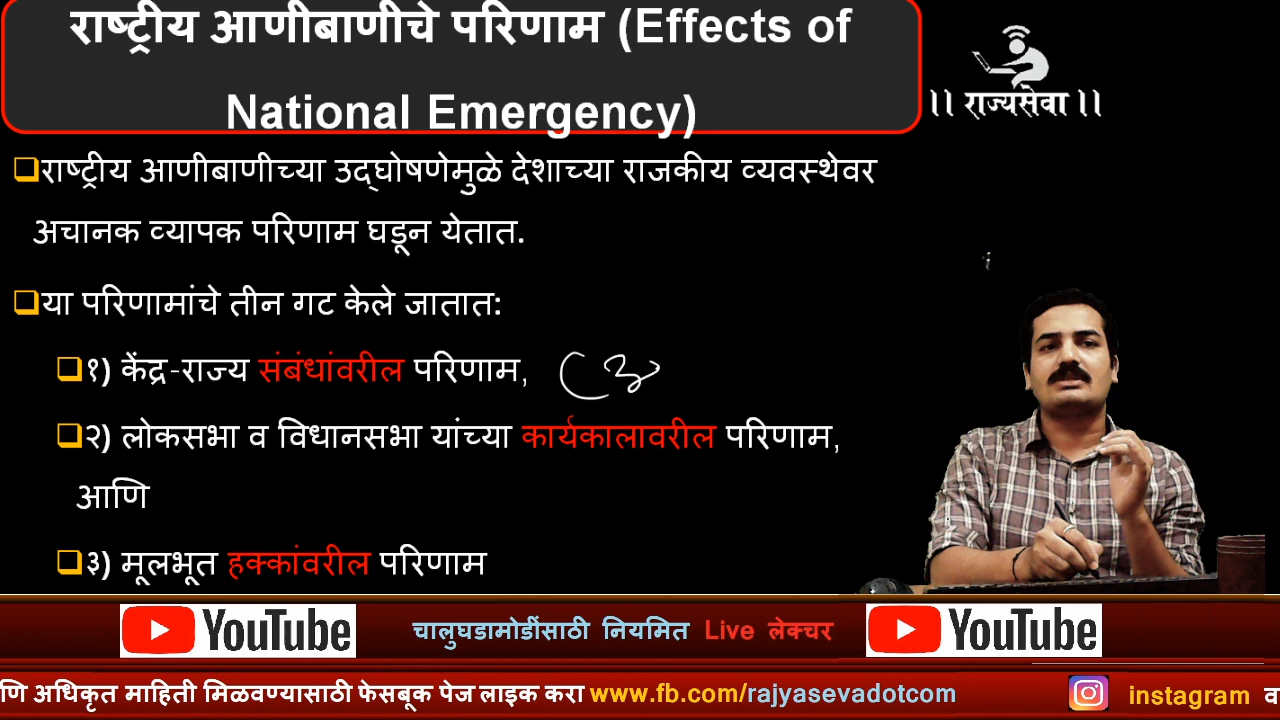 राष्ट्रीय आणीबाणीचे परिणाम (Effects of
National Emergency)
।। राज्यसेवा ।।
राष्ट्रीय आणीबाणीच्या उद्‌घोषणेमुळे देशाच्या राजकीय व्यवस्थेवर
अचानक व्यापक परिणाम घडून येतात.
या परिणामांचे तीन गट केले जातात:
१) केंद्र-राज्य संबंधांवरील परिणाम,
२) लोकसभा व विधानसभा यांच्या कार्यकालावरील परिणाम,
आणि
३) मूलभूत हक्कांवरील परिणाम
YouTube चालुघडामोडींसाठी नियमित Live लेक्चर YouTube
णि अधिकृत माहिती मिळवण्यासाठी फेसबूक पेज लाइक करा www.fb.com/rajyasevadotcom instagram व